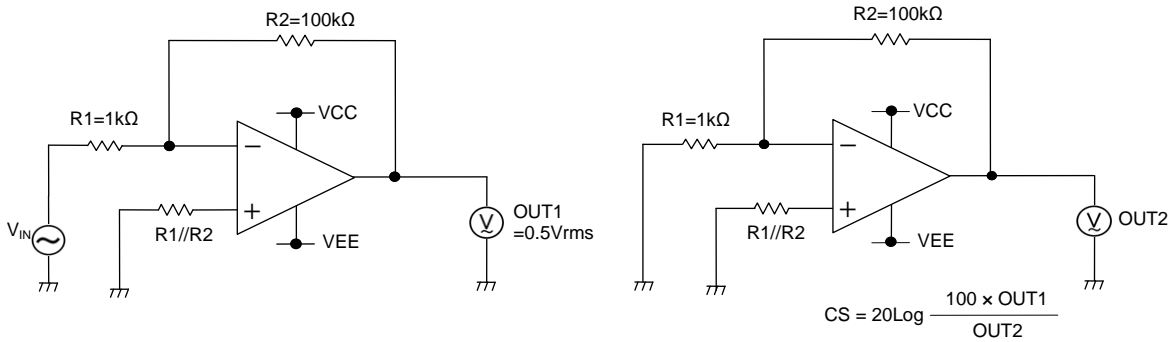 R2=100kΩ
R1=1kΩ
VCC
−
+
VIN
R1//R2
VEE
V
OUT1
=0.5Vrms
R2=100kΩ
R1=1kΩ
VCC
−
+
R1//R2
VEE
V
OUT2
CS = 20Log 100 × OUT1
OUT2